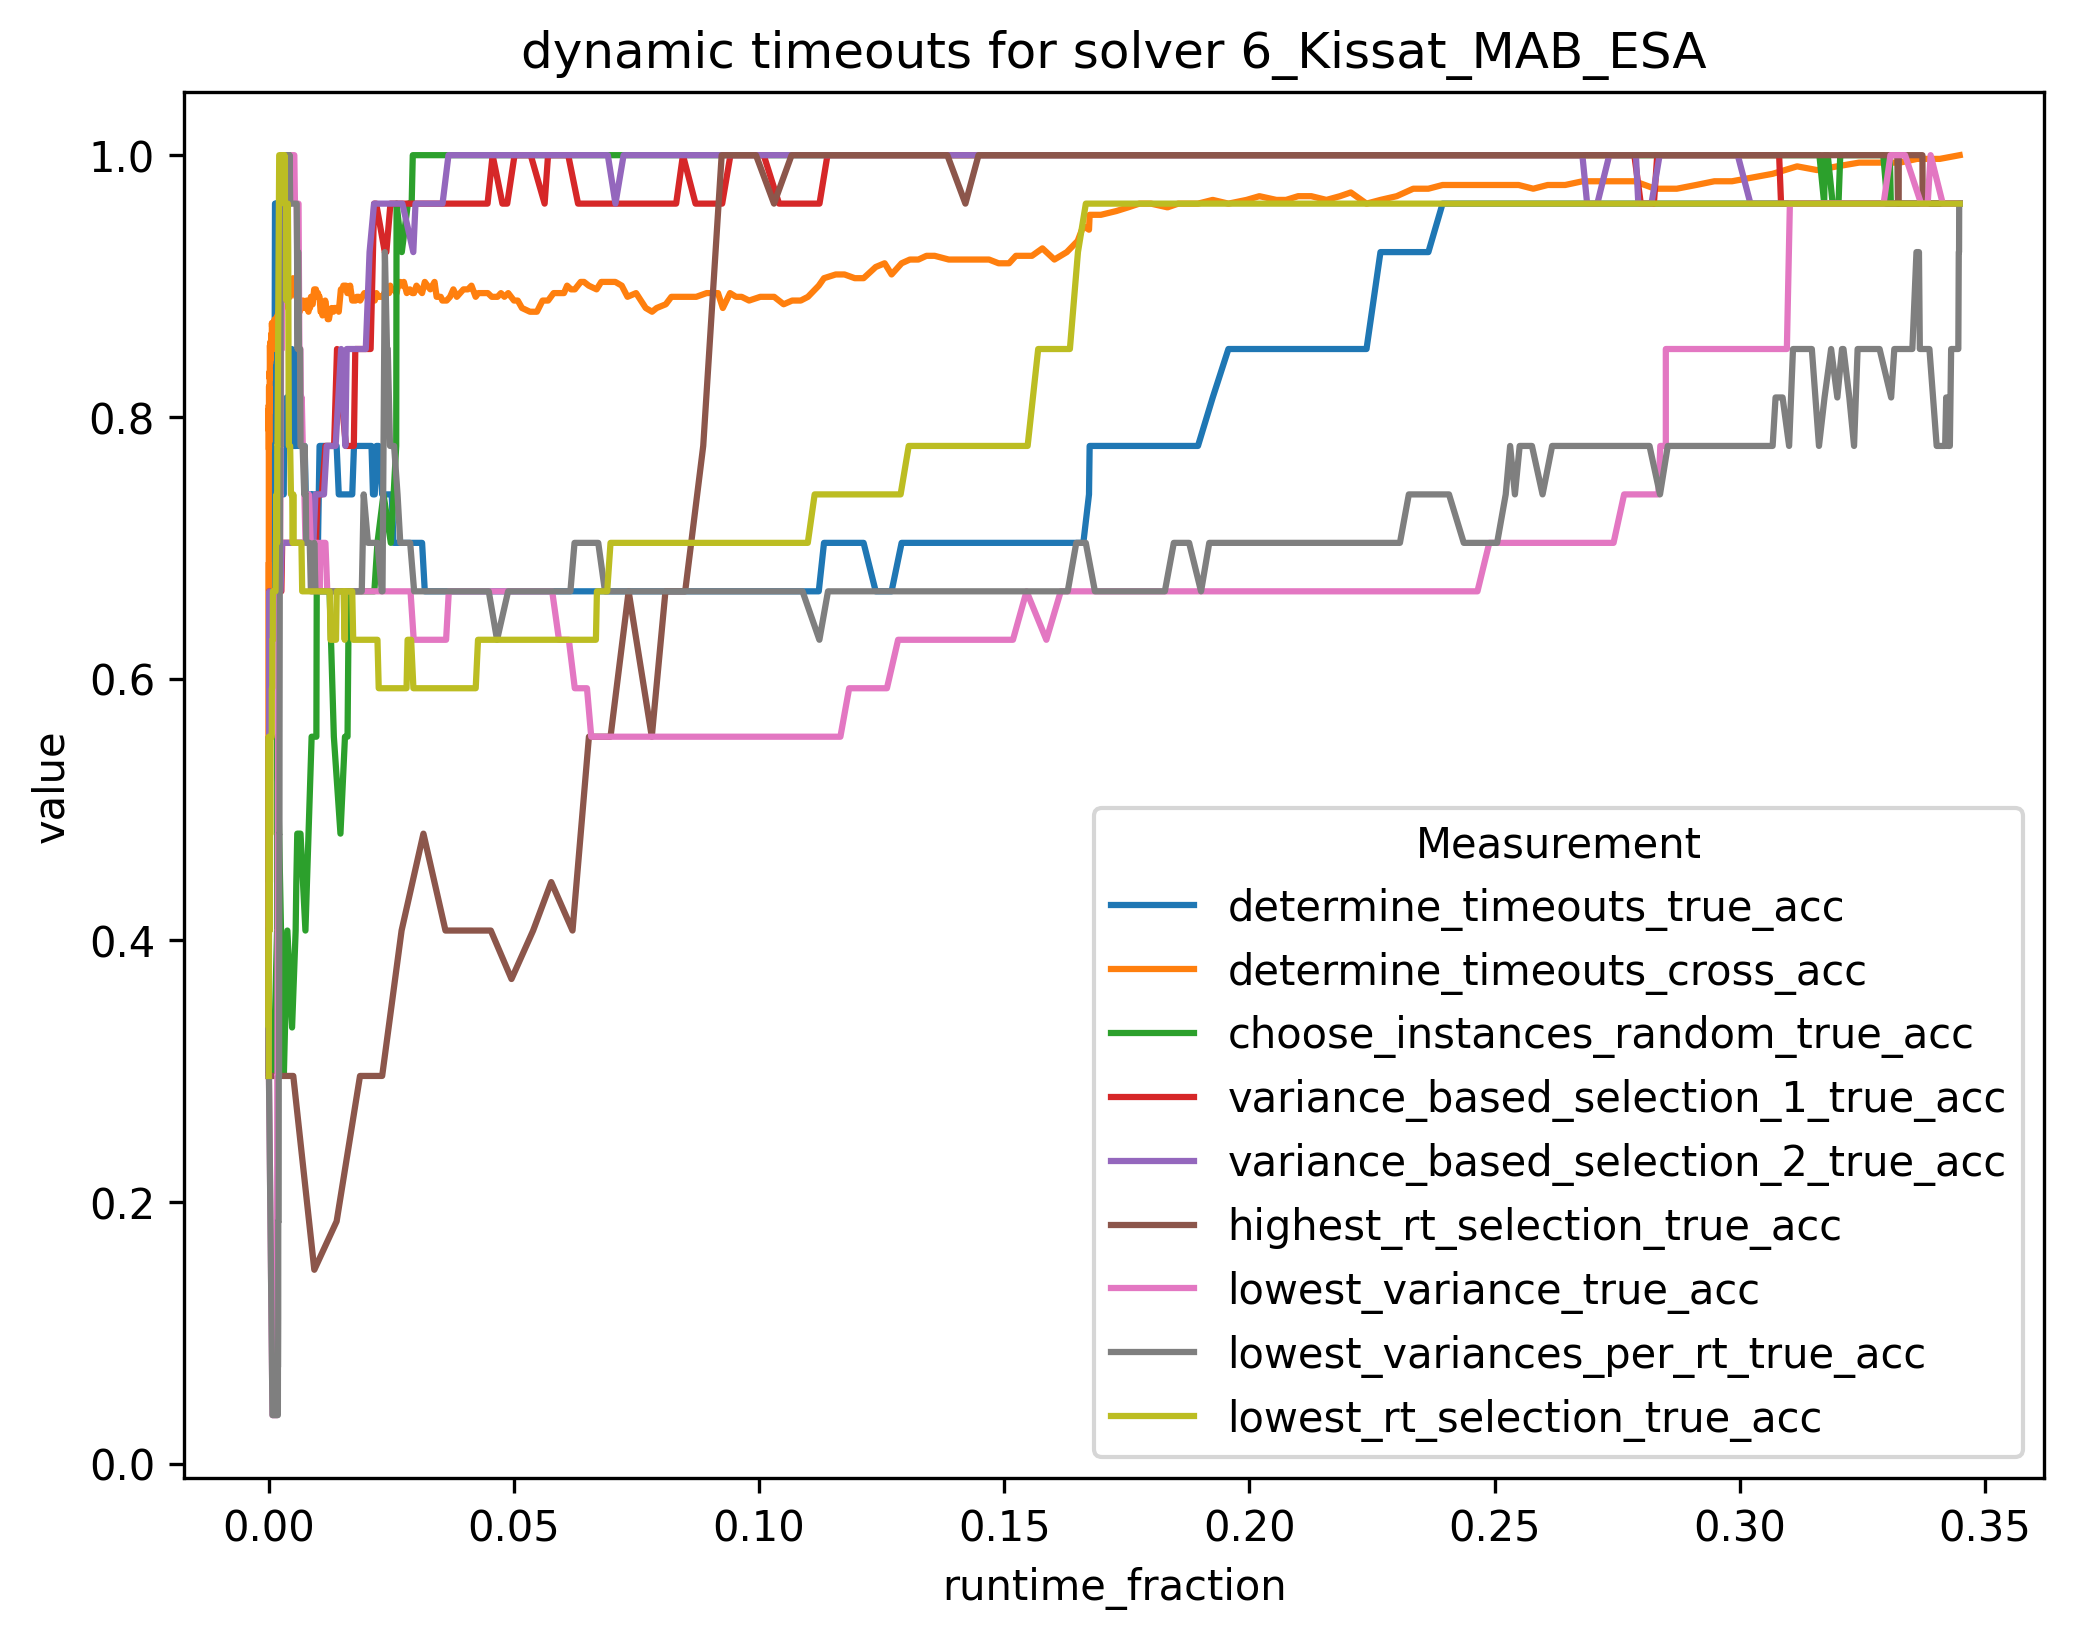 dynamic timeouts for solver 6_Kissat_MAB_ESA
value
1.0
0.8
0.6
0.4
0.2
0.0
Measurement
determine_timeouts_true_acc
determine_timeouts_cross_acc
choose_instances_random_true_acc
variance_based_selection_1_true_acc
variance_based_selection_2_true_acc
highest_rt_selection_true_acc
lowest_variance_true_acc
lowest_variances_per_rt_true_acc
lowest_rt_selection_true_acc
0.00 0.05 0.10 0.15 0.20 0.25 0.30 0.35
runtime_fraction